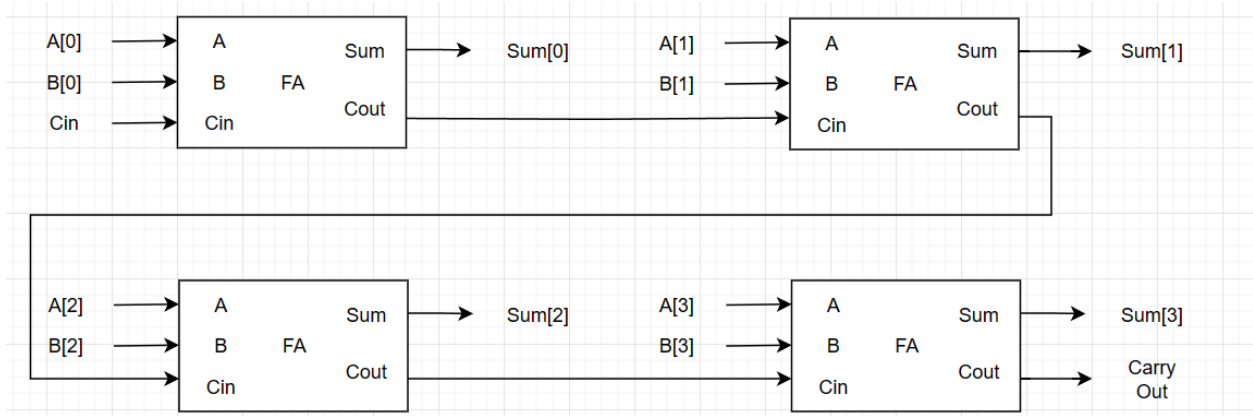 A[0]
A
Sum
Sum[0]
B[0]
B
FA
Cin
Cin
Cout
A[1]
A
Sum
Sum[1]
B[1]
B
FA
Cin
Cout
A[2]
A
Sum
Sum[2]
B[2]
B
FA
Cin
Cout
A[3]
A
Sum
Sum[3]
B[3]
B
FA
Cin
Cout
Carry
Out